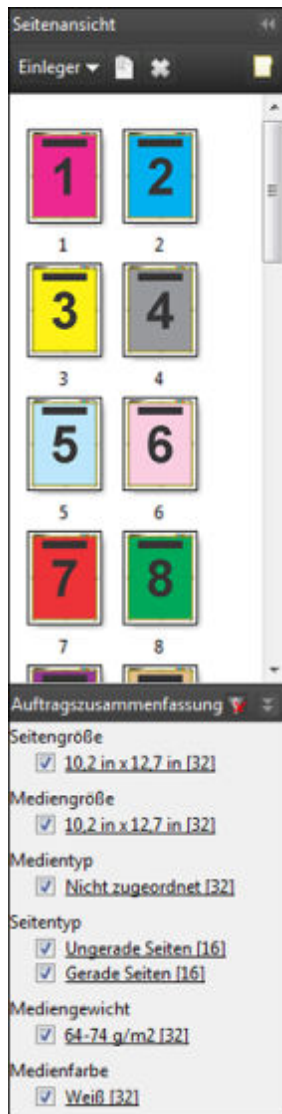 Seitenansicht
Einleger
1 2
1 2
3 4
3 4
5 6
5 6
7 8
7 8
Auftragszusammenfassung
Seitengröße
10,2 in x 12,7 in [32]
Mediengröße
10,2 in x 12,7 in [32]
Medientyp
Nicht zugeordnet [32]
Seitentyp
Ungerade Seiten [16]
Gerade Seiten [16]
Mediengewicht
64-74 g/m2 [32]
Medienfarbe
Weiß [32]